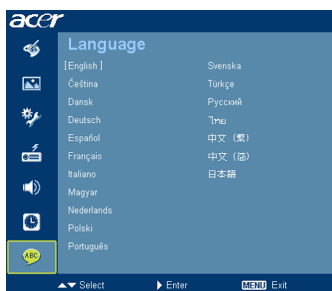 acer
Language
[English ]
Čeština
Dansk
Deutsch
Español
Français
Italiano
Magyar
Nederlands
Polski
Português
Svenska
Türkçe
Русский
ไทย
中文 (繁)
中文 (简)
日本語
ABC
▲▼ Select ▶ Enter MENU Exit